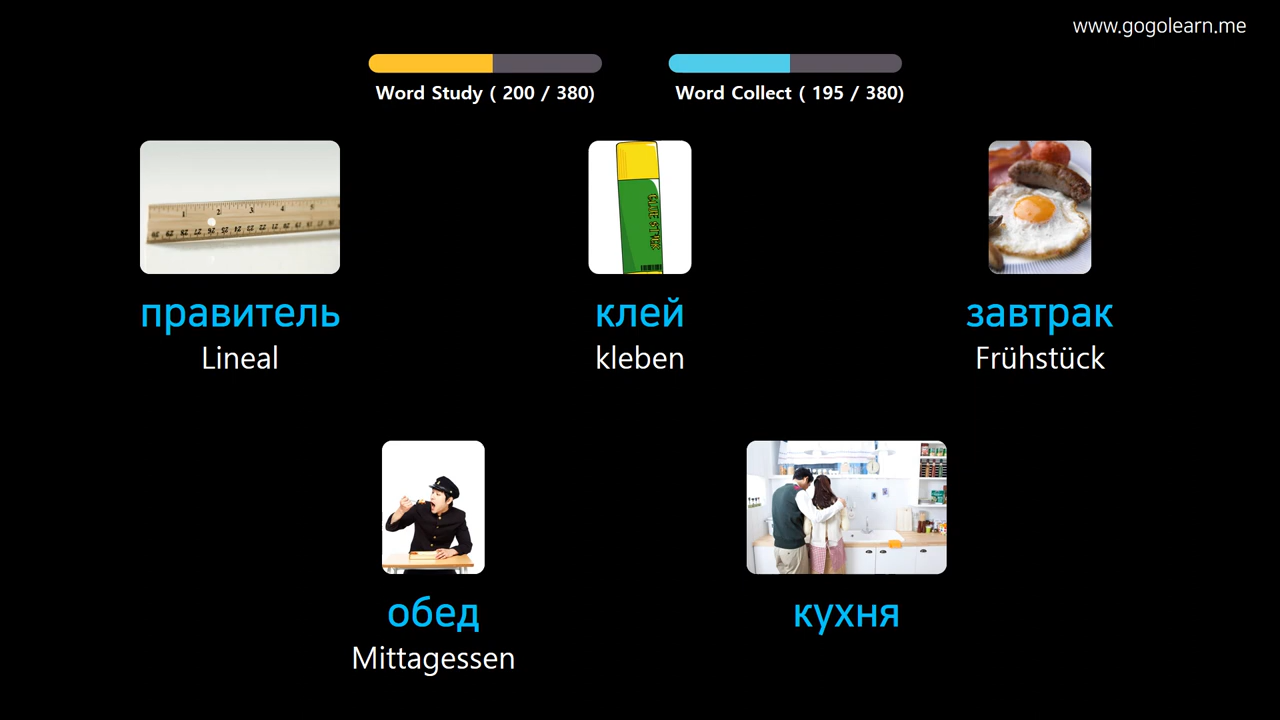 www.gogolearn.me
Word Study ( 200 / 380)
Word Collect ( 195 / 380)
правитель
Lineal
клей
kleben
завтрак
Frühstück
обед
Mittagessen
кухня